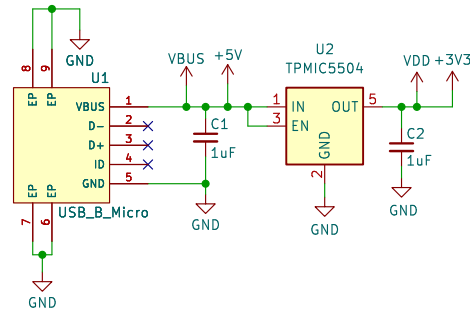 8
9
GND
EP
EP
U1
VBUS
1
D-
2
D+
3
ID
4
GND
5
EP
EP
7
6
USB_B_Micro
GND
VBUS
+5V
C1
1uF
GND
U2
TPMIC5504
1
IN
3
EN
OUT
5
GND
2
GND
VDD
+3V3
C2
1uF
GND